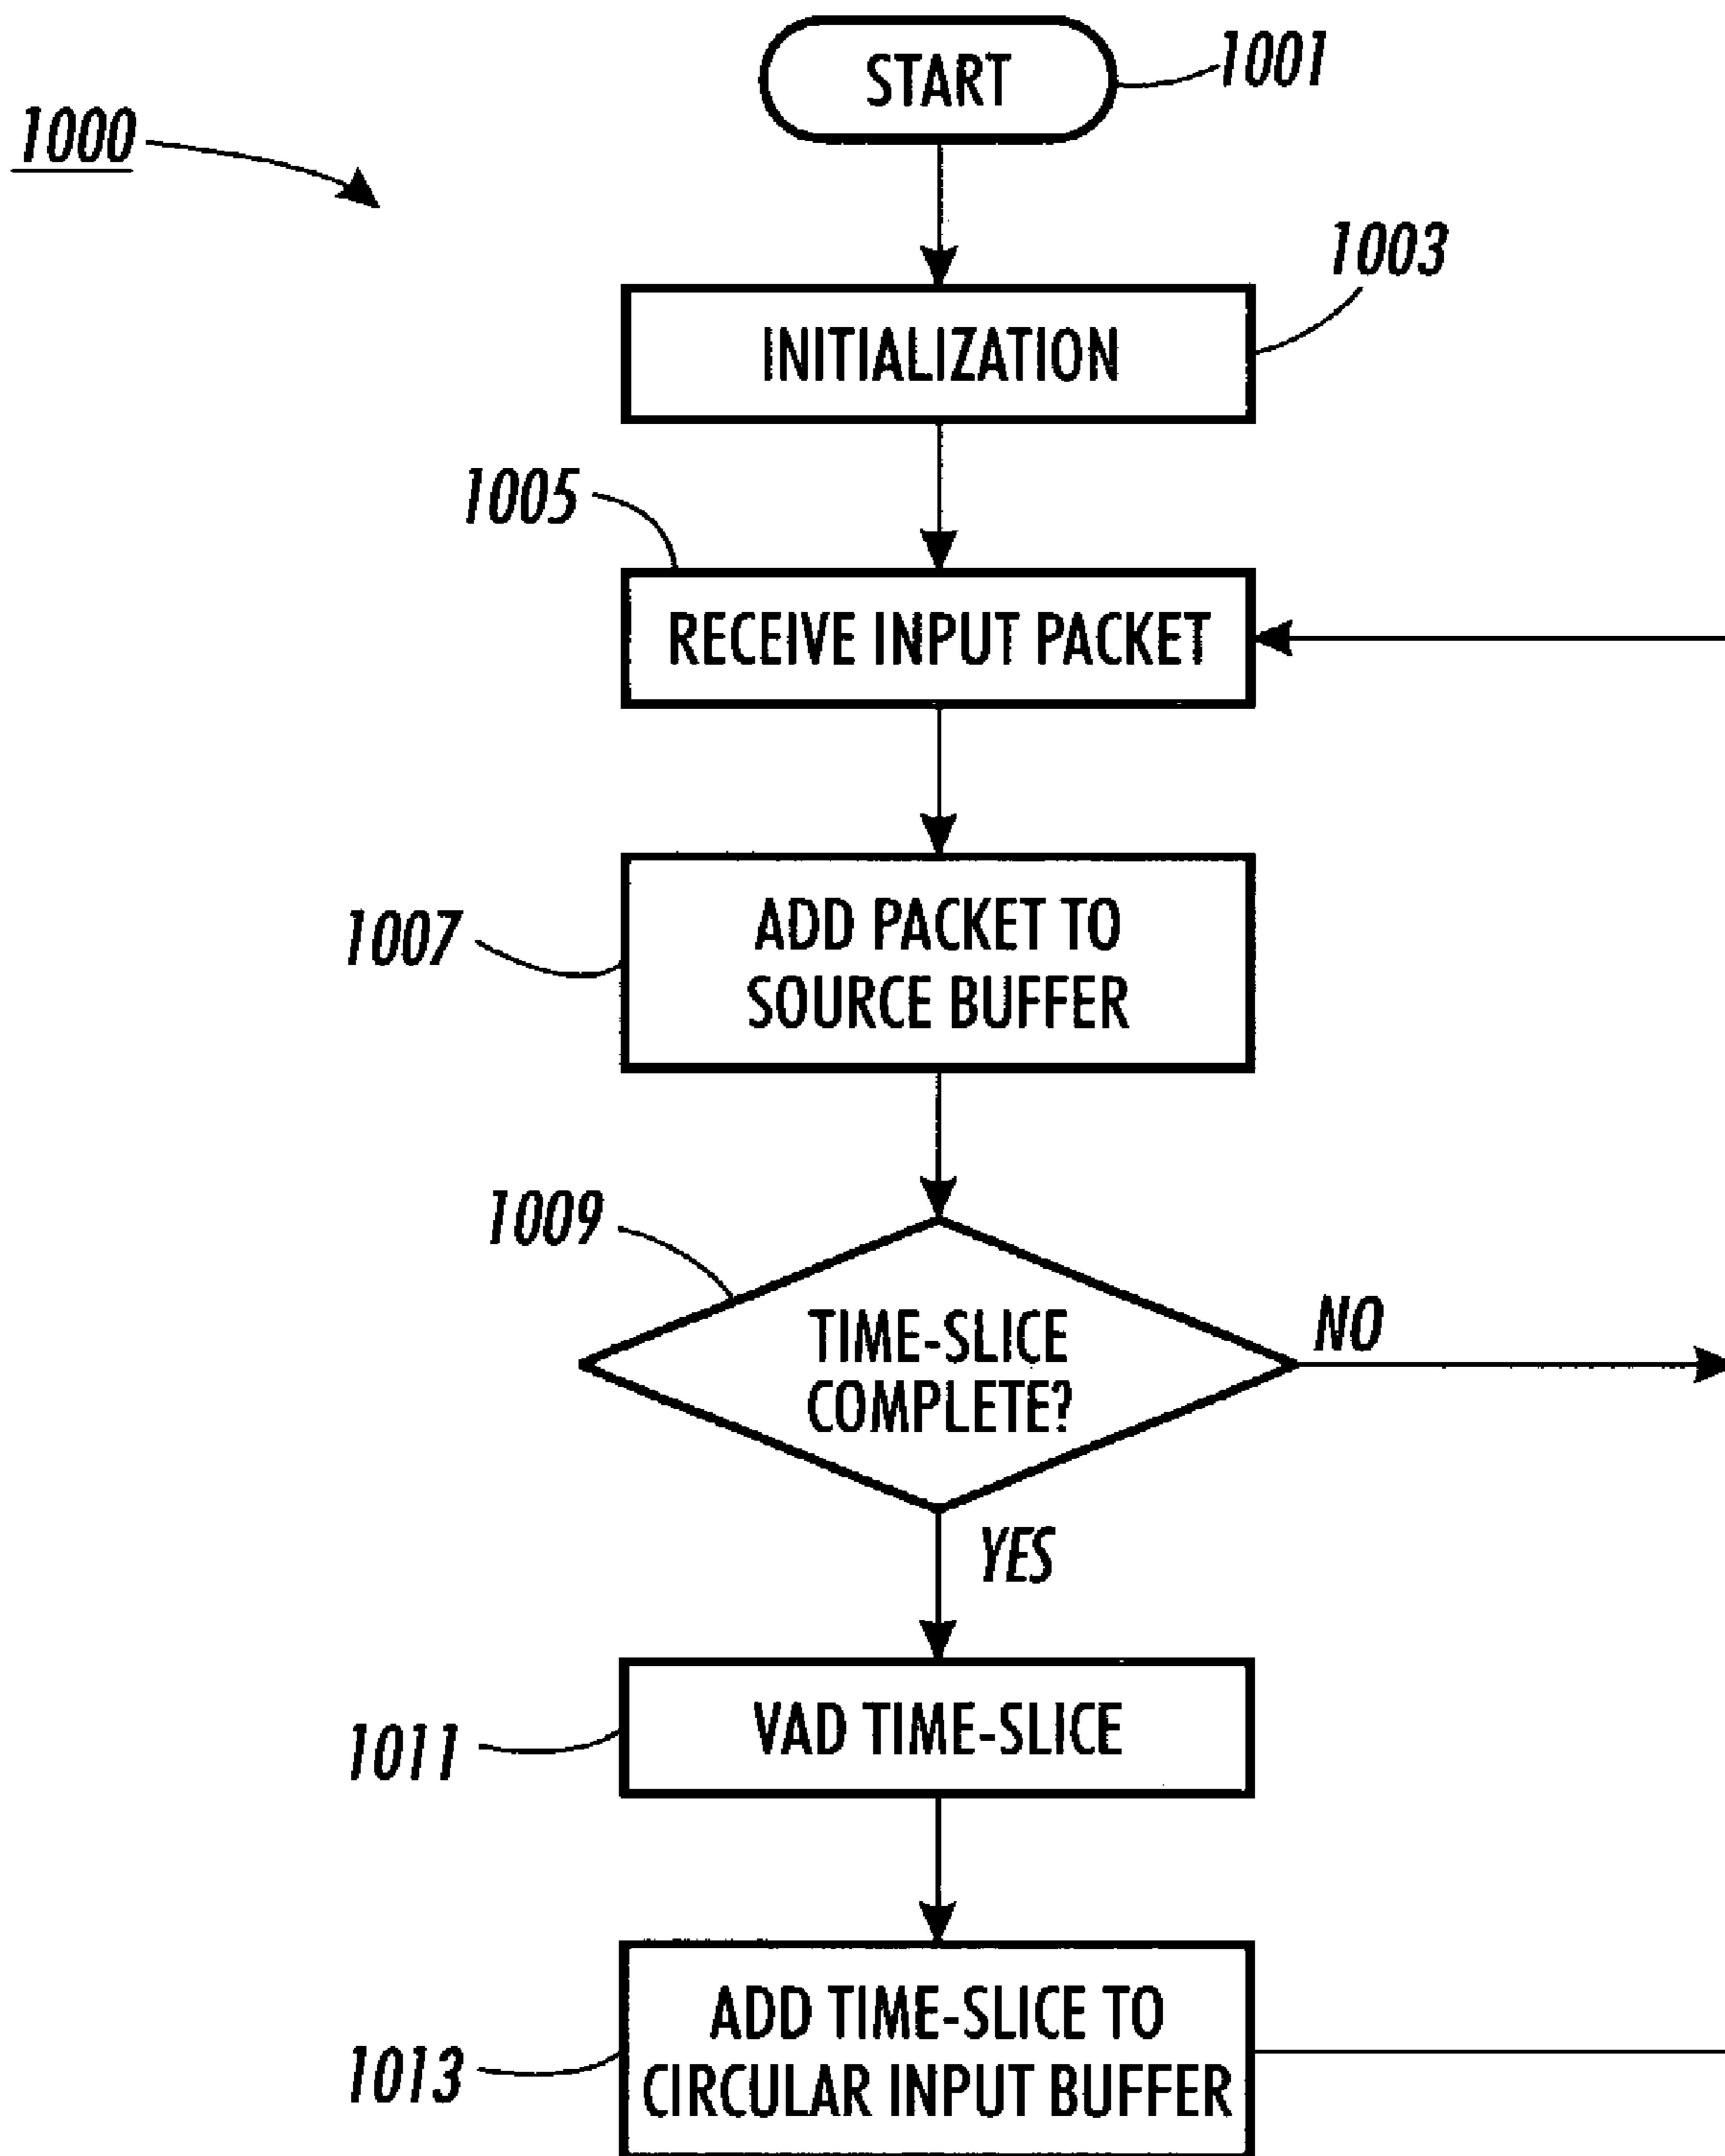 START
1001
1000
1003
INITIALIZATION
1005
RECEIVE INPUT PACKET
1007
ADD PACKET TO
SOURCE BUFFER
1009
TIME-SLICE
COMPLETE?
NO
YES
1011
VAD TIME-SLICE
1013
ADD TIME-SLICE TO
CIRCULAR INPUT BUFFER